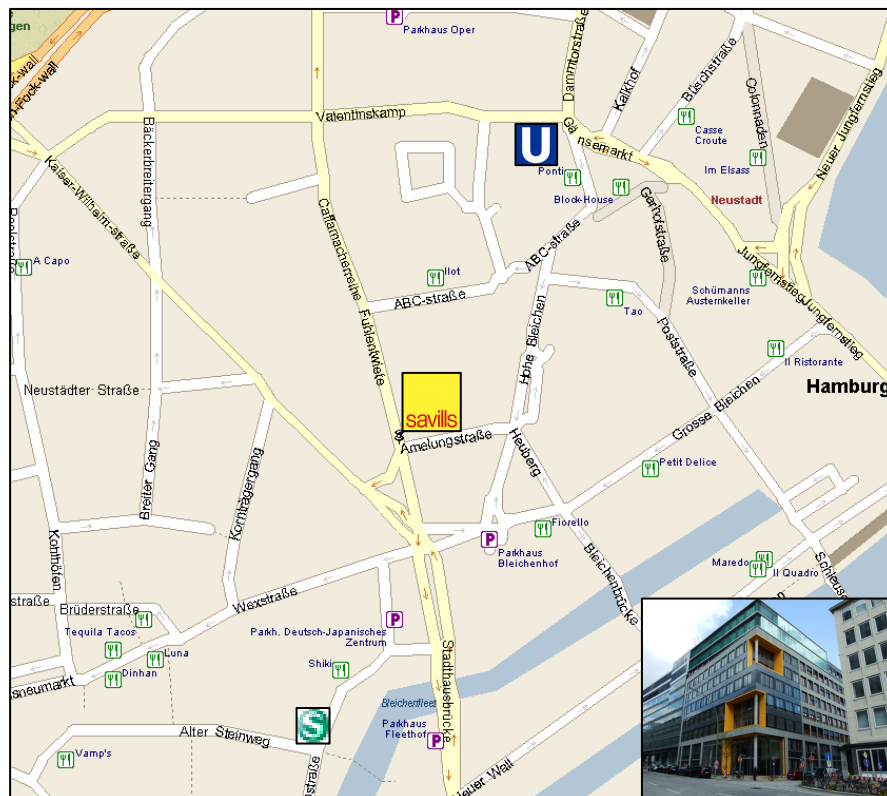 Parkhaus Oper
Dammtorstraße
Kalkhof
Büschstraße
Colonnaden
Neuer Jungfernstieg
Valentinskamp
Gänsemarkt
Casse
Croute
Im Elsass
U
Ponti
Block-House
Neustadt
Gerhofstraße
Bäckerbreitergang
Kaiser-Wilhelm-straße
Caffamacherreihe
A Capo
Ilot
ABC-straße
ABC-straße
Jungfernstieg
Jungfernstieg
Schümanns
Austernkeller
Tao
Poststraße
Fuhlentwiete
Hohe Bleichen
Il Ristorante
Hamburg
Neustädter Straße
savills
Amelungstraße
Grosse Bleichen
Heuberg
Petit Delice
Breiter Gang
Kornträgergang
Fiorello
Parkhaus
Bleichenhof
Bleichenbrücke
Kohlhöfen
Maredo
Il Quadro
Schleus
Wexstraße
Brüderstraße
Tequila Tacos
Luna
Dinhan
Parkh. Deutsch-Japanisches
Zentrum
Shiki
Stadthausbrücke
Bleichenfleet
Parkhaus
Fleethof
S
Alter Steinweg
Vamp's
Neuer Wall